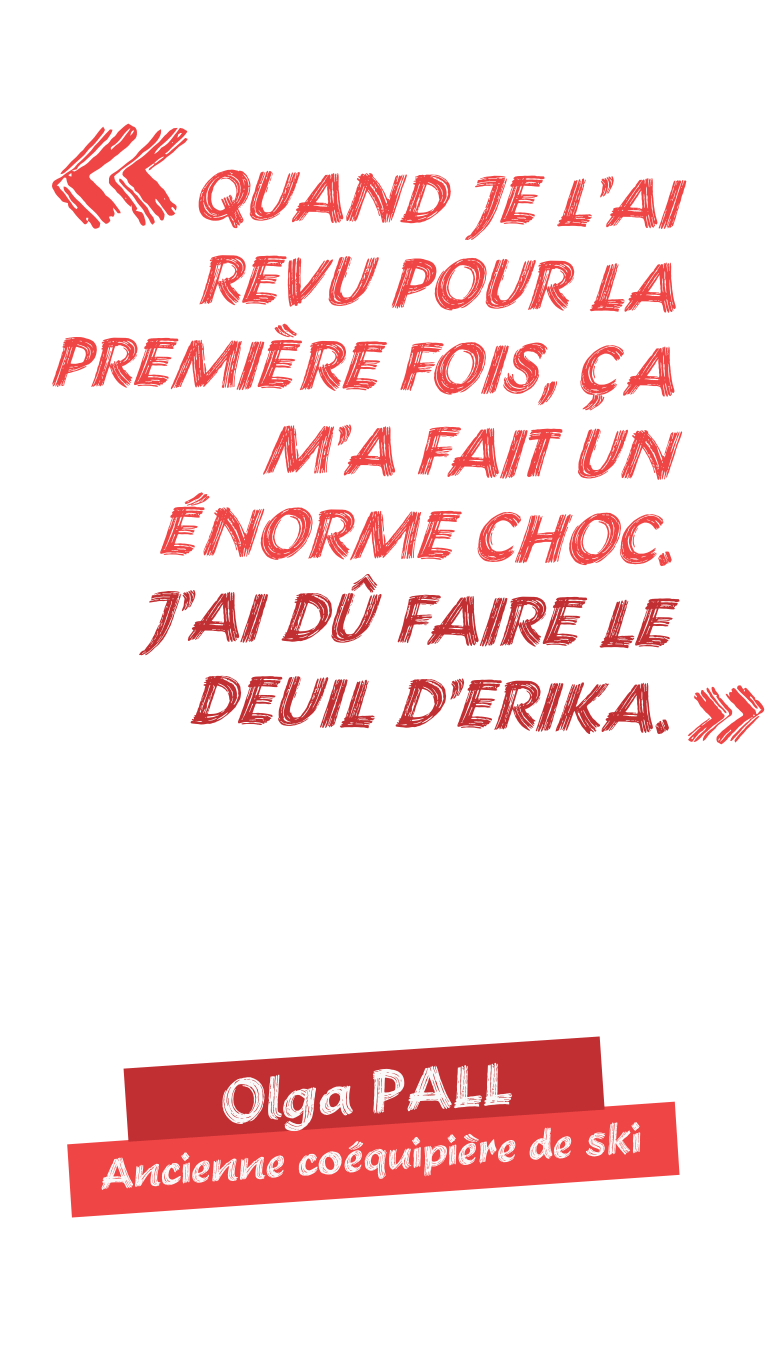 « QUAND JE L’AI
REVU POUR LA
PREMIÈRE FOIS, ÇA
M’A FAIT UN
ÉNORME CHOC.
J’AI DÛ FAIRE LE
DEUIL D’ERIKA. »
Olga PALL
Ancienne coéquipière de ski